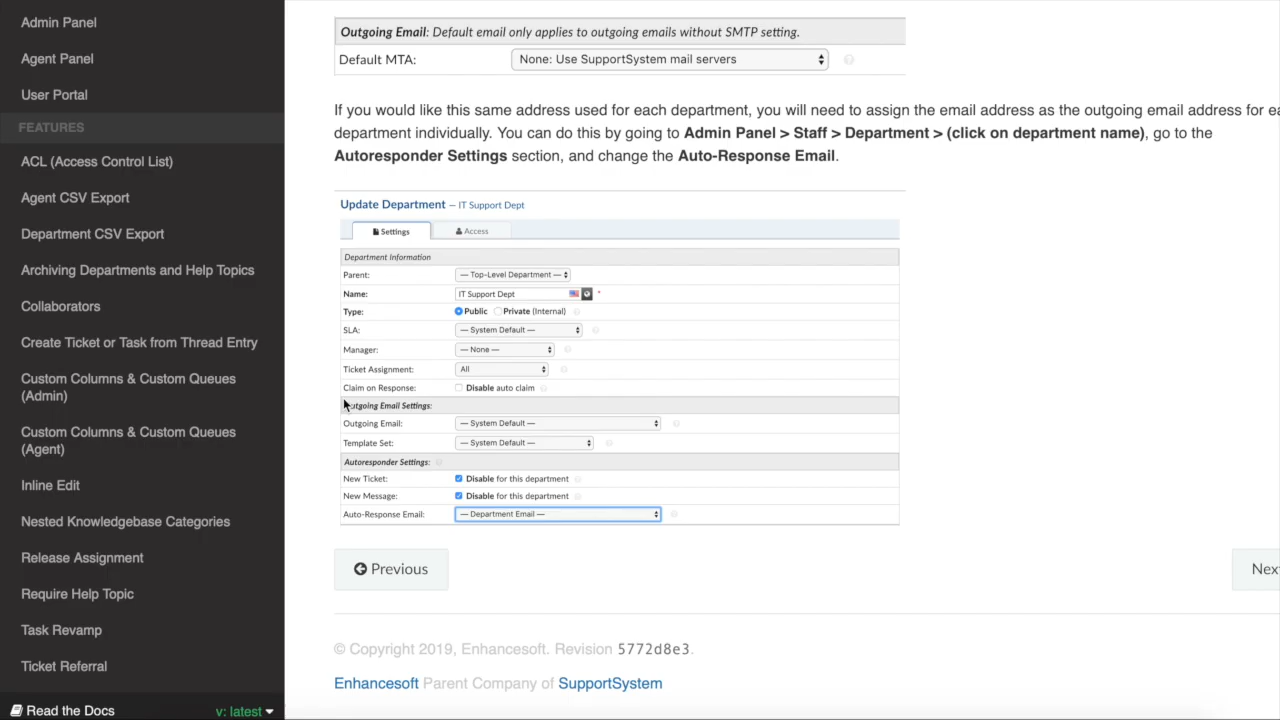 Admin Panel
Agent Panel
User Portal
FEATURES
ACL (Access Control List)
Agent CSV Export
Department CSV Export
Archiving Departments and Help Topics
Collaborators
Create Ticket or Task from Thread Entry
Custom Columns & Custom Queues
(Admin)
Custom Columns & Custom Queues
(Agent)
Inline Edit
Nested Knowledgebase Categories
Release Assignment
Require Help Topic
Task Revamp
Ticket Referral
Read the Docs v: latest
Outgoing Email: Default email only applies to outgoing emails without SMTP setting.
Default MTA: None: Use SupportSystem mail servers
If you would like this same address used for each department, you will need to assign the email address as the outgoing email address for
department individually. You can do this by going to Admin Panel > Staff > Department > (click on department name), go to the
Autoresponder Settings section, and change the Auto-Response Email.
Update Department — IT Support Dept
Settings Access
Department Information
Parent: — Top-Level Department —
Name: IT Support Dept *
Type: Public Private (Internal)
SLA: — System Default —
Manager: — None —
Ticket Assignment: All
Claim on Response: Disable auto claim
utgoing Email Settings:
Outgoing Email: — System Default —
Template Set: — System Default —
Autoresponder Settings:
New Ticket: Disable for this department
New Message: Disable for this department
Auto-Response Email: — Department Email —
Previous
© Copyright 2019, Enhancesoft. Revision 5772d8e3.
Enhancesoft Parent Company of SupportSystem